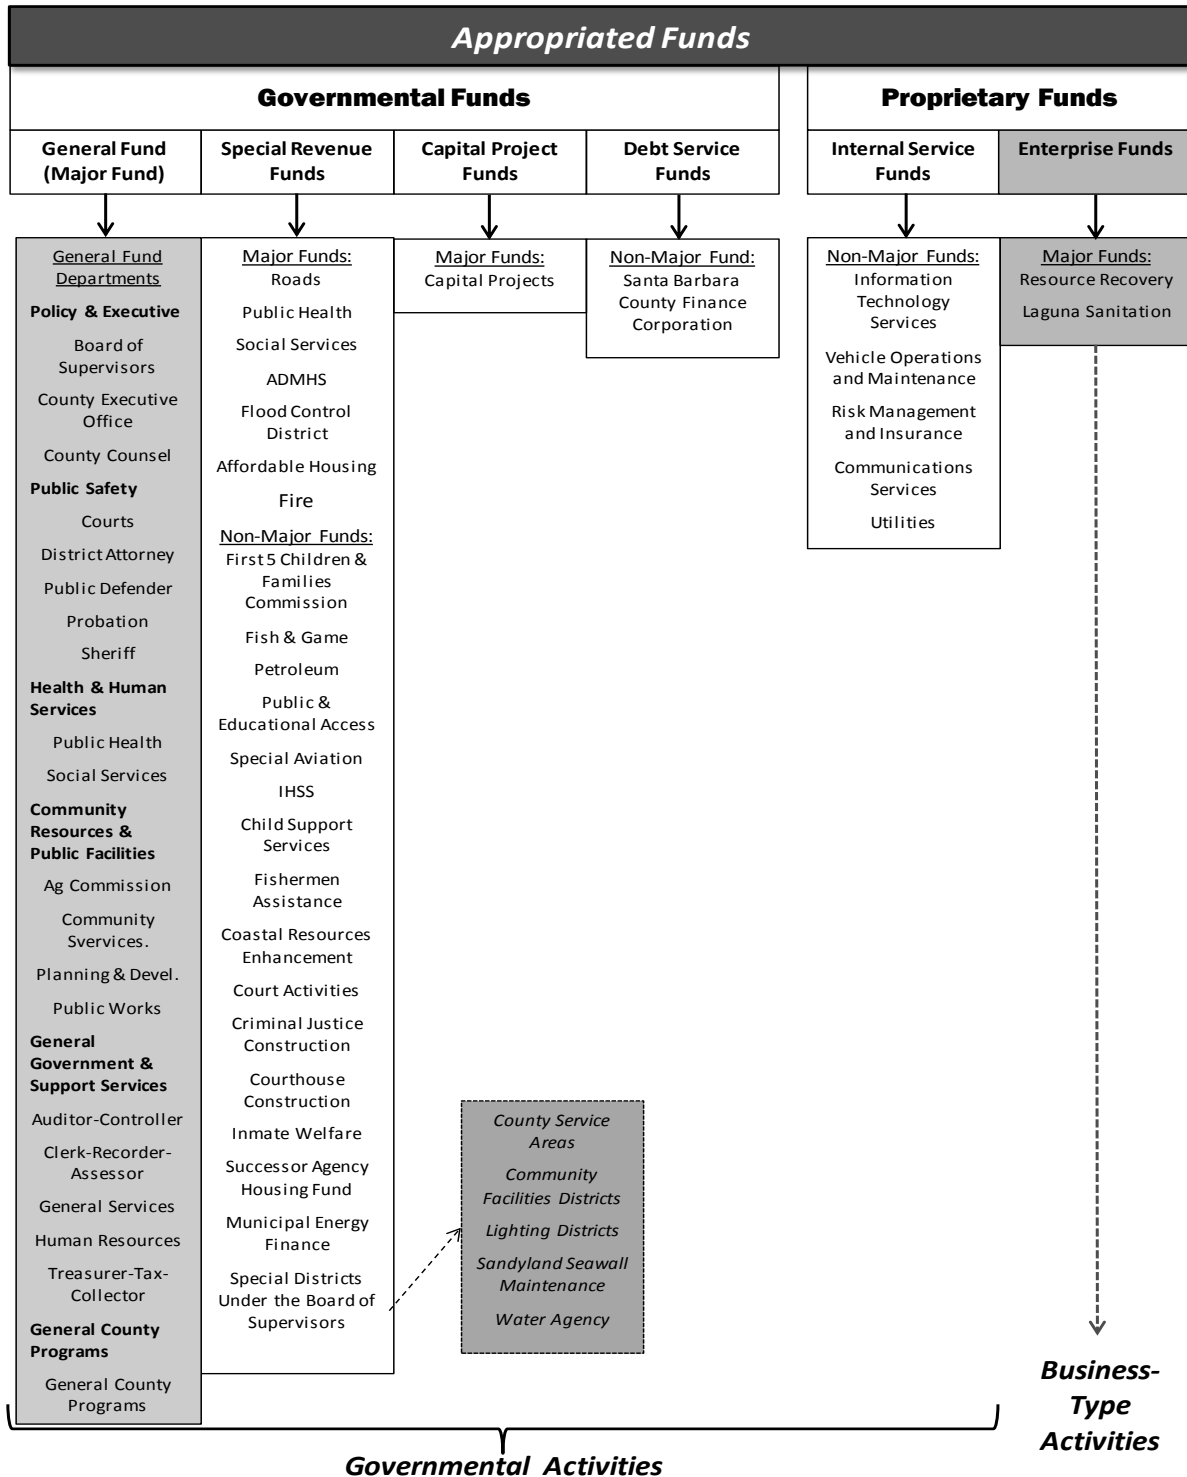 Appropriated Funds
Governmental Funds
Proprietary Funds
General Fund
(Major Fund)
Special Revenue
Funds
Capital Project
Funds
Debt Service
Funds
Internal Service
Funds
Enterprise Funds
General Fund
Departments
Policy & Executive
Board of
Supervisors
County Executive
Office
County Counsel
Public Safety
Courts
District Attorney
Public Defender
Probation
Sheriff
Health & Human
Services
Public Health
Social Services
Community
Resources &
Public Facilities
Ag Commission
Community
Svervices.
Planning & Devel.
Public Works
General
Government &
Support Services
Auditor-Controller
Clerk-Recorder-
Assessor
General Services
Human Resources
Treasurer-Tax-
Collector
General County
Programs
General County
Programs
Major Funds:
Roads
Public Health
Social Services
ADMHS
Flood Control
District
Affordable Housing
Fire
Non-Major Funds:
First 5 Children &
Families
Commission
Fish & Game
Petroleum
Public &
Educational Access
Special Aviation
IHSS
Child Support
Services
Fishermen
Assistance
Coastal Resources
Enhancement
Court Activities
Criminal Justice
Construction
Courthouse
Construction
Inmate Welfare
Successor Agency
Housing Fund
Municipal Energy
Finance
Special Districts
Under the Board of
Supervisors
Major Funds:
Capital Projects
Non-Major Fund:
Santa Barbara
County Finance
Corporation
County Service
Areas
Community
Facilities Districts
Lighting Districts
Sandyland Seawall
Maintenance
Water Agency
Non-Major Funds:
Information
Technology
Services
Vehicle Operations
and Maintenance
Risk Management
and Insurance
Communications
Services
Utilities
Major Funds:
Resource Recovery
Laguna Sanitation
Business-
Type
Activities
Governmental Activities